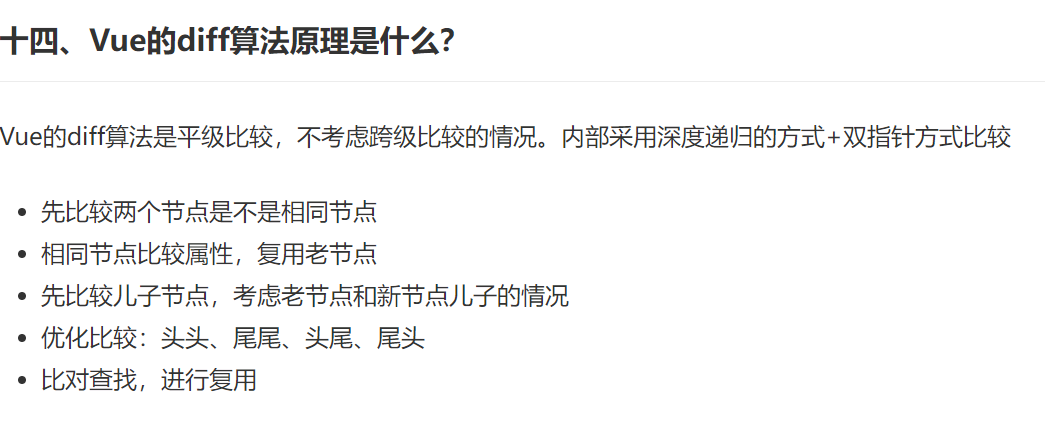 十四、Vue的diff算法原理是什么？
Vue的diff算法是平级比较，不考虑跨级比较的情况。内部采用深度递归的方式+双指针方式比较
• 先比较两个节点是不是相同节点
• 相同节点比较属性，复用老节点
• 先比较儿子节点，考虑老节点和新节点儿子的情况
• 优化比较：头头、尾尾、头尾、尾头
• 比对查找，进行复用